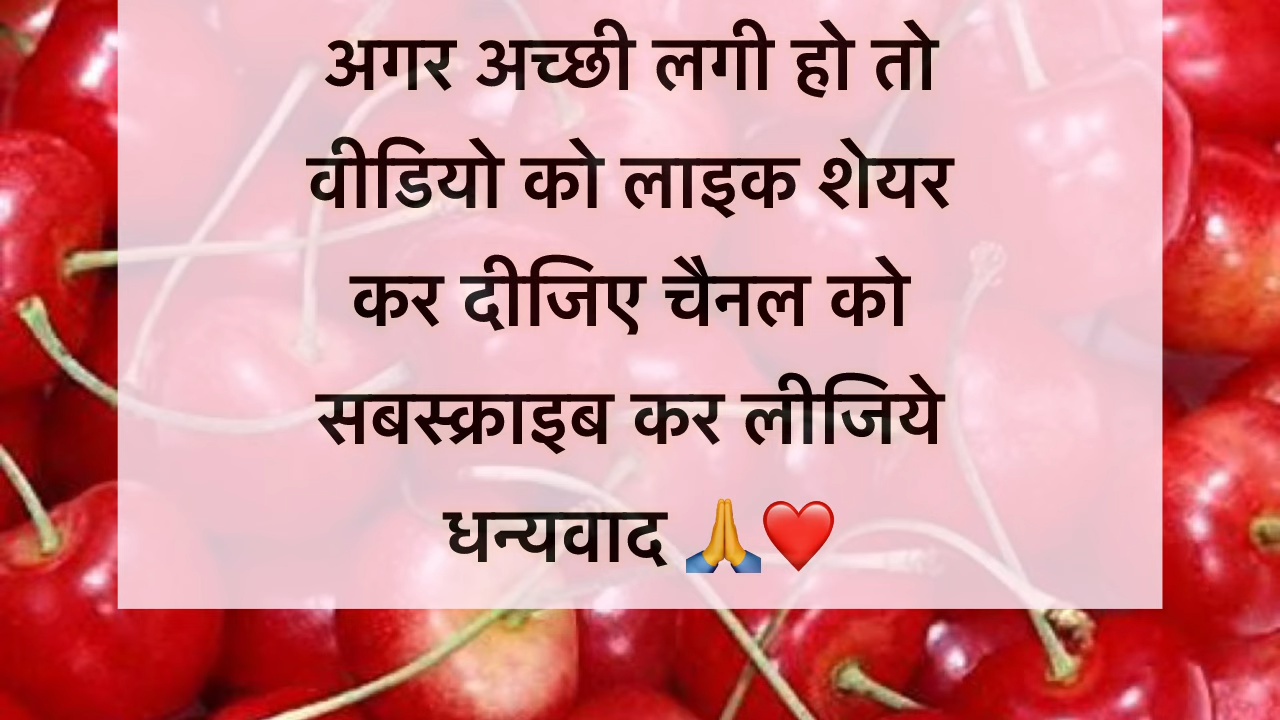 अगर अच्छी लगी हो तो
वीडियो को लाइक शेयर
कर दीजिए चैनल को
सबस्क्राइब कर लीजिये
धन्यवाद 🙏❤️